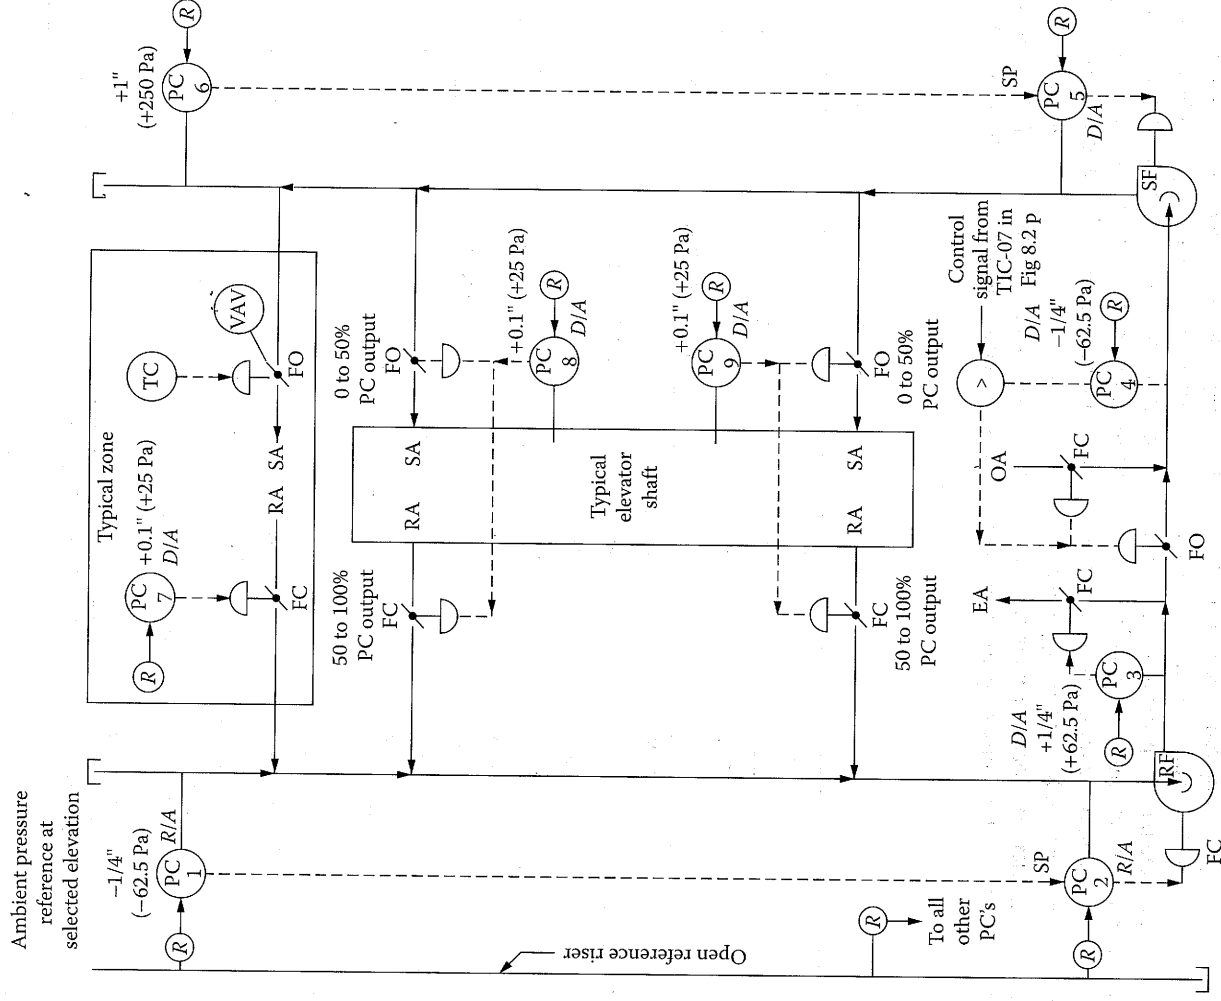 +1"
(+250 Pa)
R
PC
6
SP
R
PC
5
D/A
SF
Typical zone
TC
VAV
FO
PC
7
+0.1" (+25 Pa)
D/A
R
FC
RA SA
0 to 50%
PC output
FO
+0.1" (+25 Pa)
R
D/A
PC
8
+0.1" (+25 Pa)
R
D/A
PC
9
FO
0 to 50%
PC output
Control
signal from
TIC-07 in
Fig 8.2 p
D/A
−1/4"
(−62.5 Pa)
R
>
PC
4
RA
SA
Typical
elevator
shaft
RA
SA
OA
FC
FO
50 to 100%
PC output
FC
FC
50 to 100%
PC output
EA
FC
D/A
+1/4"
(+62.5 Pa)
PC
3
R
RF
Ambient pressure
reference at
selected elevation
−1/4"
(−62.5 Pa)
R/A
PC
1
R
SP
PC
2
R/A
R
FC
R
To all
other
PC's
Open reference riser